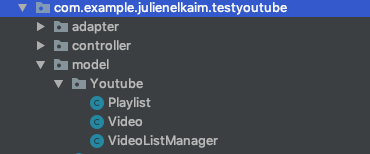 com.example.julienelkaim.testyoutube
adapter
controller
model
Youtube
Playlist
Video
VideoListManager